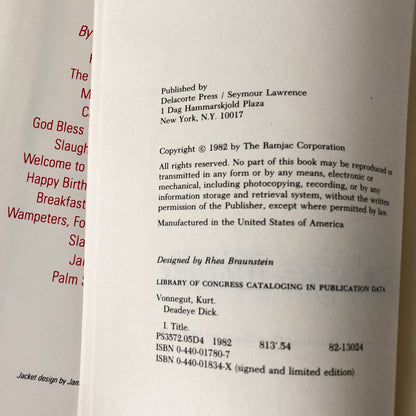 By
The
God Bless
Slaugh
Welcome to
Happy Birth
Breakfast
Wampeters, Fo
Sla
Jai
Palm S
Jacket design by Jam
Published by
Delacorte Press / Seymour Lawrence
1 Dag Hammarskjold Plaza
New York, N.Y. 10017
Copyright © 1982 by The Ramjac Corporation
All rights reserved. No part of this book may be reproduced or
transmitted in any form or by any means, electronic or
mechanical, including photocopying, recording, or by any
information storage and retrieval system, without the written
permission of the Publisher, except where permitted by law.
Manufactured in the United States of America
Designed by Rhea Braunstein
LIBRARY OF CONGRESS CATALOGING IN PUBLICATION DATA
Vonnegut, Kurt.
Deadeye Dick.
I. Title.
PS3572.05D4 1982 813'.54 82-13024
ISBN 0-440-01780-7
ISBN 0-440-01834-X (signed and limited edition)